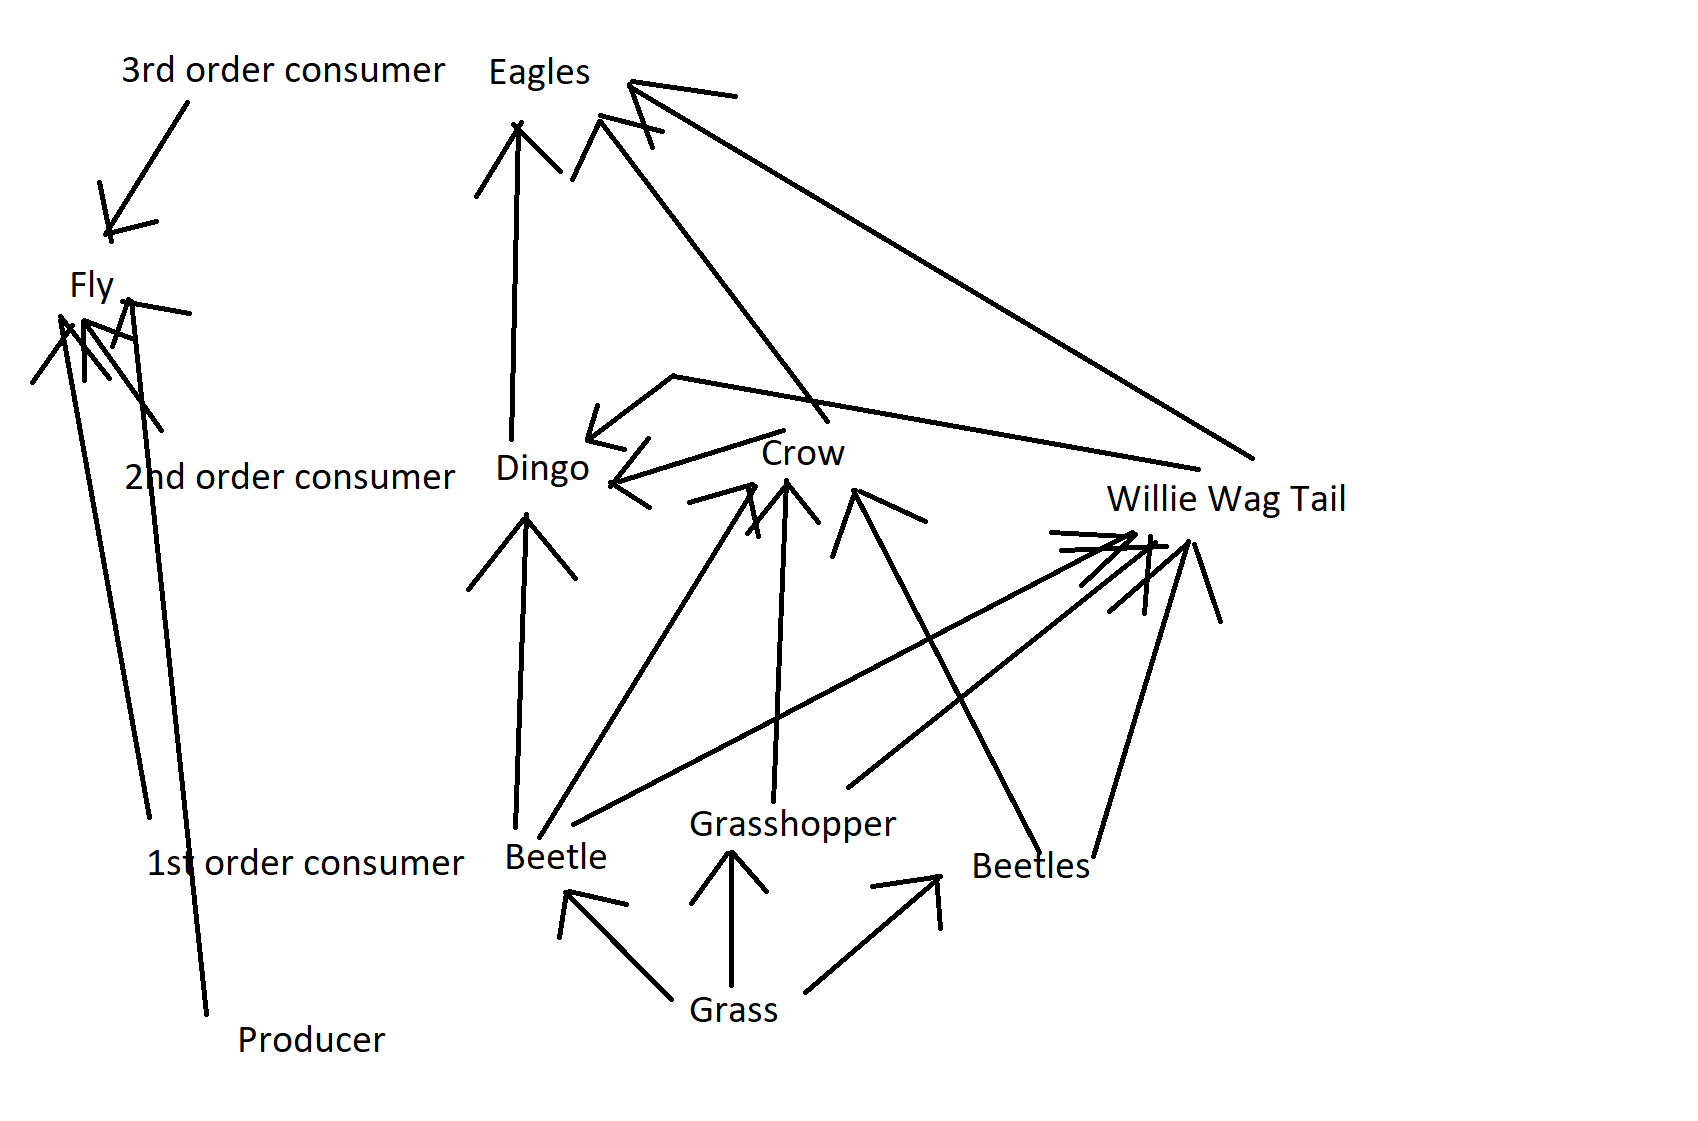 3rd order consumer
Eagles
Fly
2nd order consumer
Dingo
Crow
Willie Wag Tail
1st order consumer
Beetle
Grasshopper
Beetles
Grass
Producer